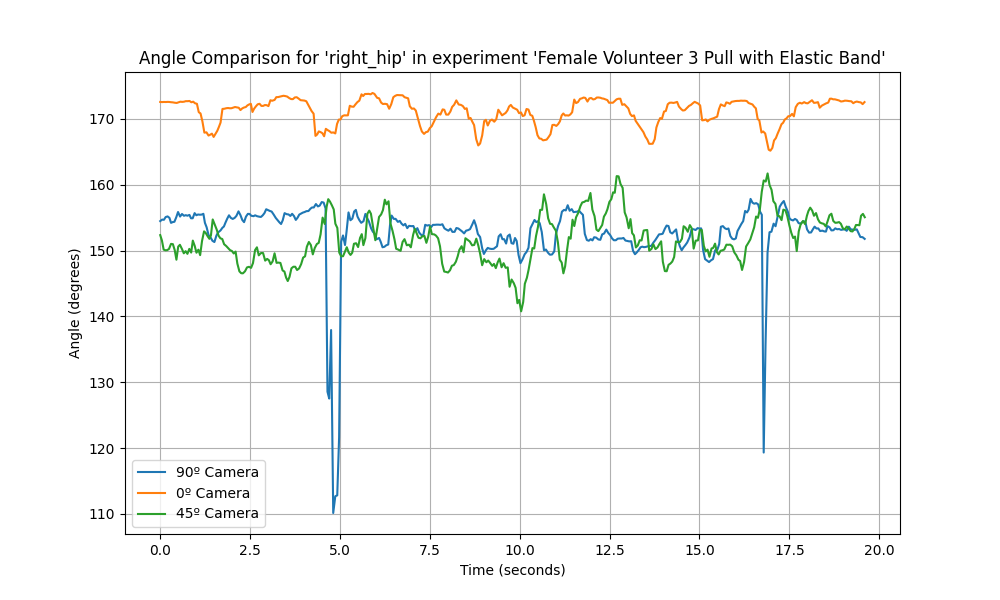 Angle Comparison for 'right_hip' in experiment 'Female Volunteer 3 Pull with Elastic Band'
Angle (degrees)
170
160
150
140
130
120
110
90º Camera
0º Camera
45º Camera
0.0 2.5 5.0 7.5 10.0 12.5 15.0 17.5 20.0
Time (seconds)